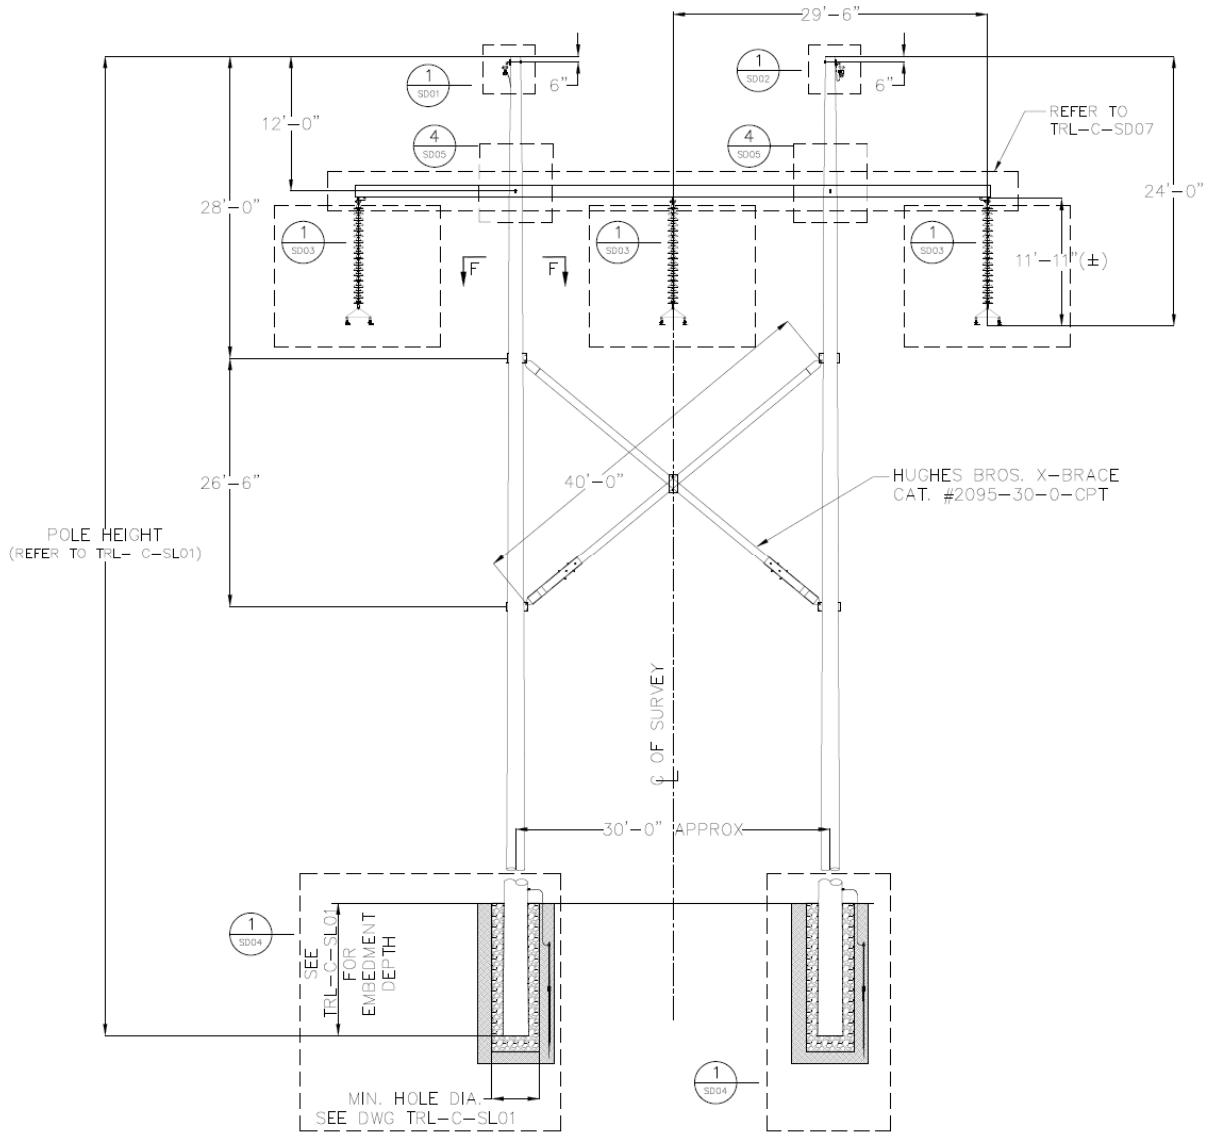 29'-6"
1
SD01
6"
1
SD02
6"
12'-0"
REFER TO
TRL-C-SD07
4
SD05
4
SD05
24'-0"
28'-0"
1
SD03
1
SD03
1
SD03
F F
11'-11"(±)
40'-0"
26'-6"
HUGHES BROS. X-BRACE
CAT. #2095-30-0-CPT
POLE HEIGHT
(REFER TO TRL- C-SL01)
C OF SURVEY
30'-0" APPROX
1
SD04
SEE
TRL-C-SL01
FOR
EMBEDMENT
DEPTH
1
SD04
MIN. HOLE DIA.
SEE DWG TRL-C-SL01